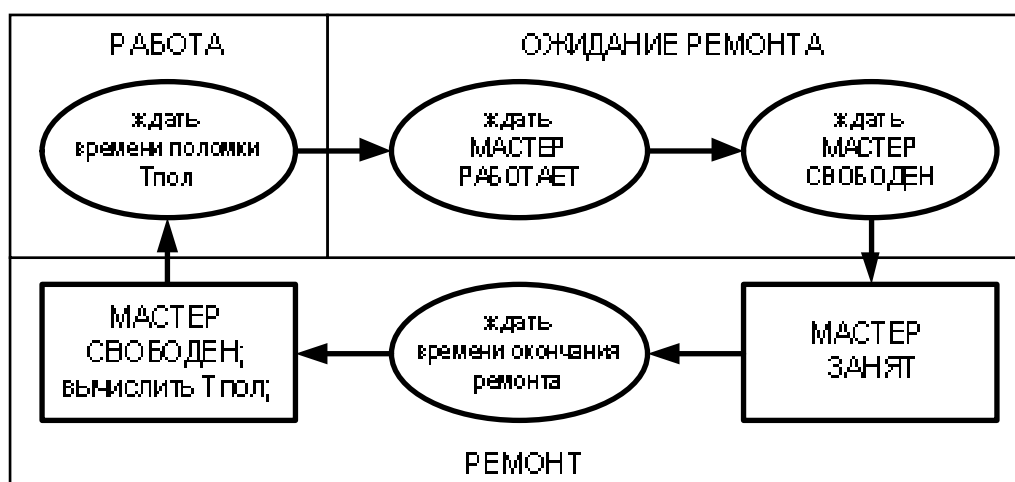 РАБОТА
ОЖИДАНИЕ РЕМОНТА
ждать
времени поломки
Тпол
ждать
МАСТЕР
РАБОТАЕТ
ждать
МАСТЕР
СВОБОДЕН
МАСТЕР
СВОБОДЕН;
вычислить Тпол;
ждать
времени окончания
ремонта
МАСТЕР
ЗАНЯТ
РЕМОНТ